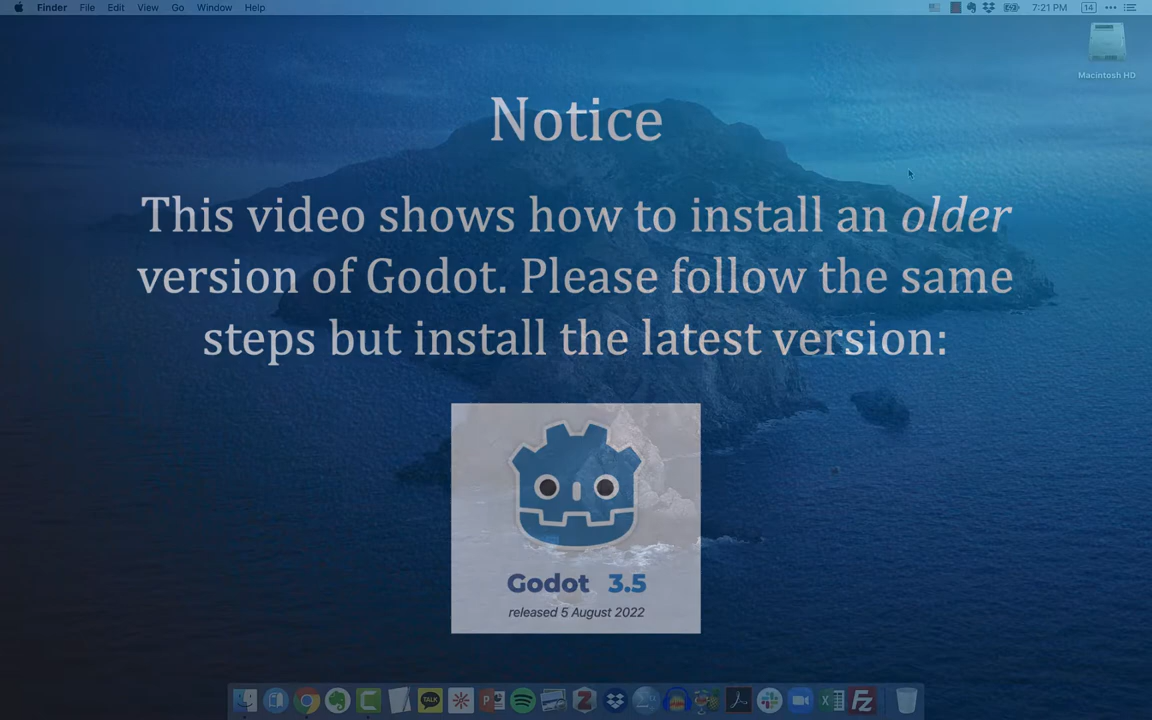 Finder File Edit View Go Window Help 7:21 PM 14
Macintosh HD
Notice
This video shows how to install an older
version of Godot. Please follow the same
steps but install the latest version:
Godot 3.5
released 5 August 2022
TALK